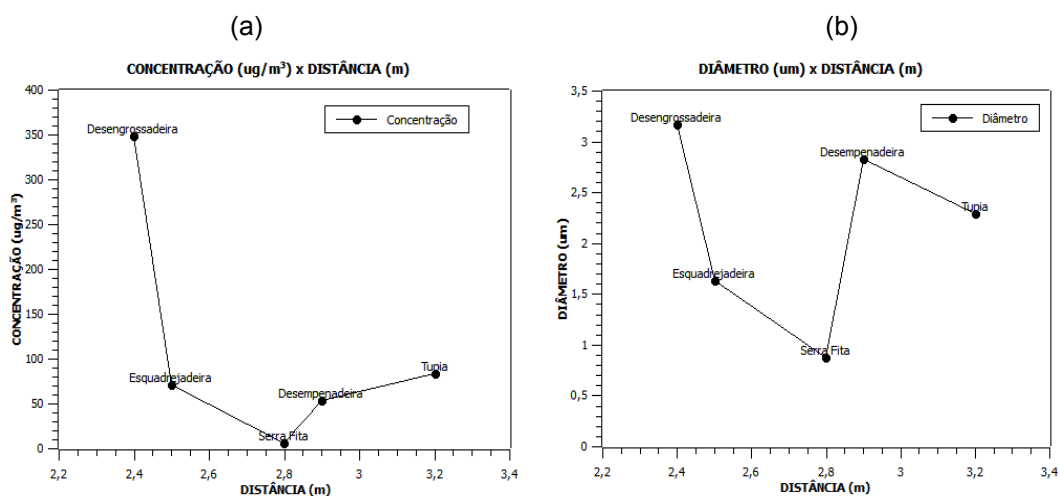 (a)
CONCENTRAÇÃO (ug/m³) x DISTÂNCIA (m)
400
350
300
250
200
150
100
50
0
CONCENTRAÇÃO (ug/m³)
Concentração
Desengrossadeira
Esquadrejadeira
Serra Fita
Desempenadeira
Tupia
2,2 2,4 2,6 2,8 3 3,2 3,4
DISTÂNCIA (m)
(b)
DIÂMETRO (um) x DISTÂNCIA (m)
3,5
3
2,5
2
1,5
1
0,5
0
DIÂMETRO (um)
Diâmetro
Desengrossadeira
Desempenadeira
Tupia
Esquadrejadeira
Serra Fita
2,2 2,4 2,6 2,8 3 3,2 3,4
DISTÂNCIA (m)